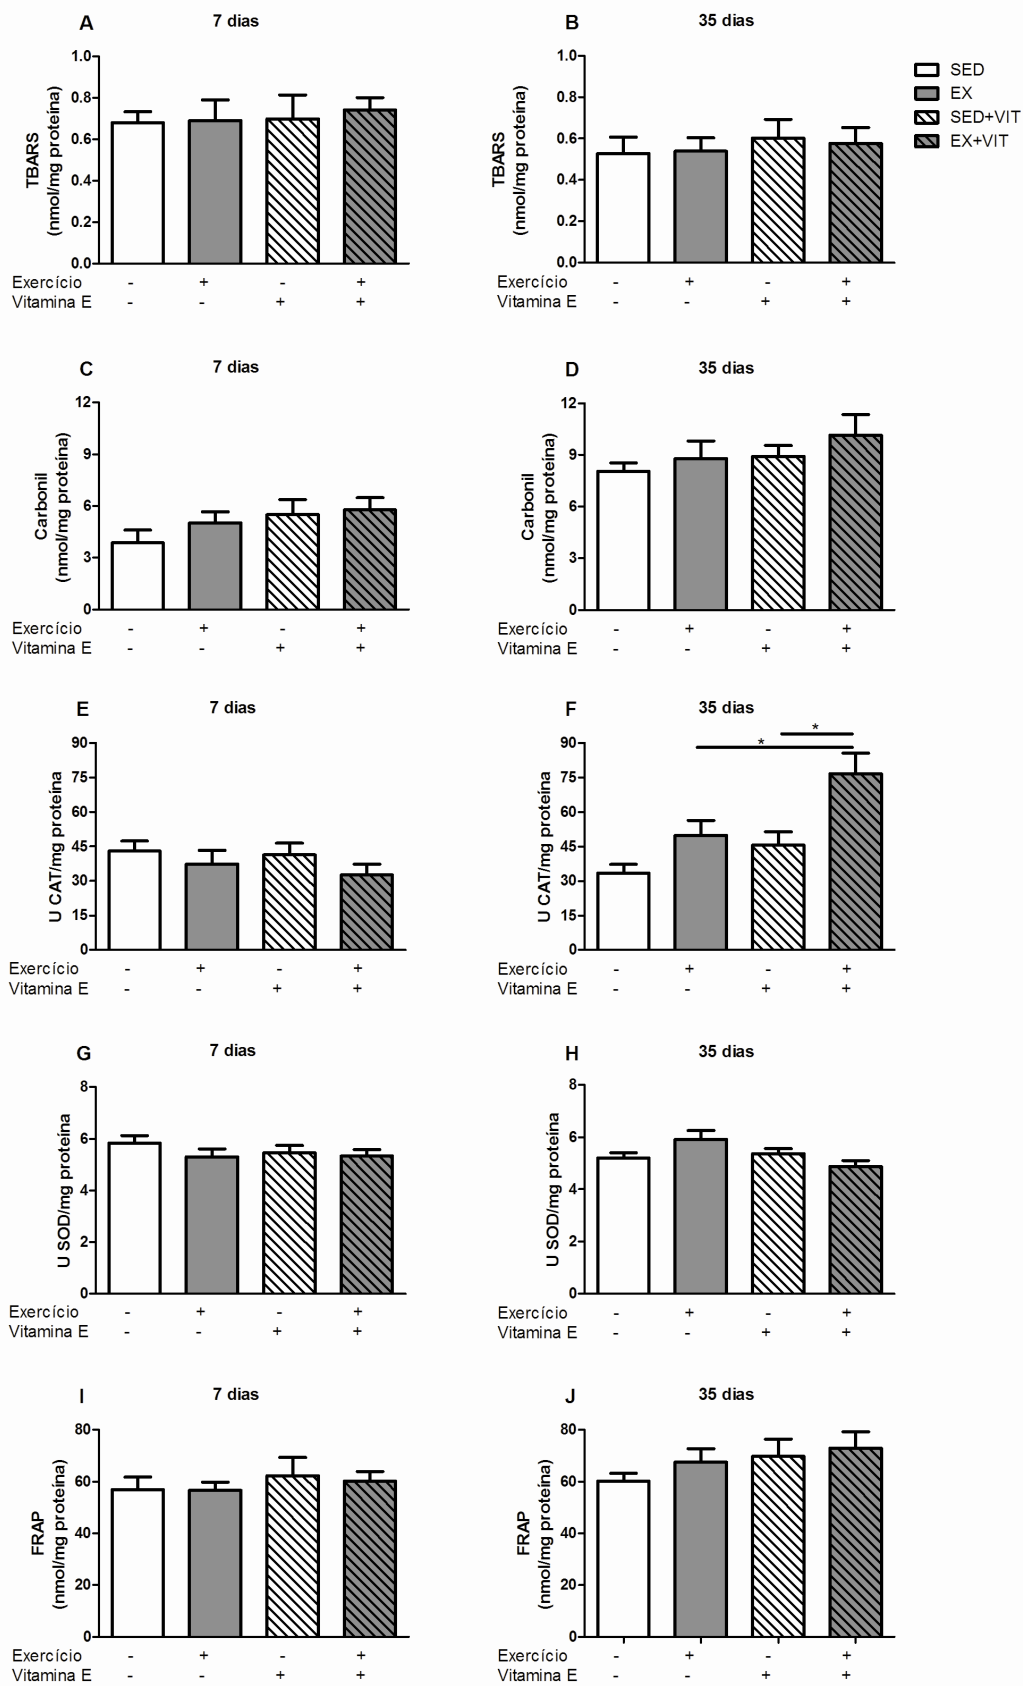 A
7 dias
1.0
0.8
0.6
0.4
0.2
0.0
TBARS
(nmol/mg proteína)
Exercício - + - +
Vitamina E - - + +
B
35 dias
1.0
0.8
0.6
0.4
0.2
0.0
TBARS
(nmol/mg proteína)
Exercício - + - +
Vitamina E - - + +
SED
EX
SED+VIT
EX+VIT
C
7 dias
12
9
6
3
0
Carbonil
(nmol/mg proteína)
Exercício - + - +
Vitamina E - - + +
D
35 dias
12
9
6
3
0
Carbonil
(nmol/mg proteína)
Exercício - + - +
Vitamina E - - + +
E
7 dias
90
75
60
45
30
15
0
U CAT/mg proteína
Exercício - + - +
Vitamina E - - + +
F
35 dias
*
*
90
75
60
45
30
15
0
U CAT/mg proteína
Exercício - + - +
Vitamina E - - + +
G
7 dias
8
6
4
2
0
U SOD/mg proteína
Exercício - + - +
Vitamina E - - + +
H
35 dias
8
6
4
2
0
U SOD/mg proteína
Exercício - + - +
Vitamina E - - + +
I
7 dias
80
60
40
20
0
FRAP
(nmol/mg proteína)
Exercício - + - +
Vitamina E - - + +
J
35 dias
80
60
40
20
0
FRAP
(nmol/mg proteína)
Exercício - + - +
Vitamina E - - + +